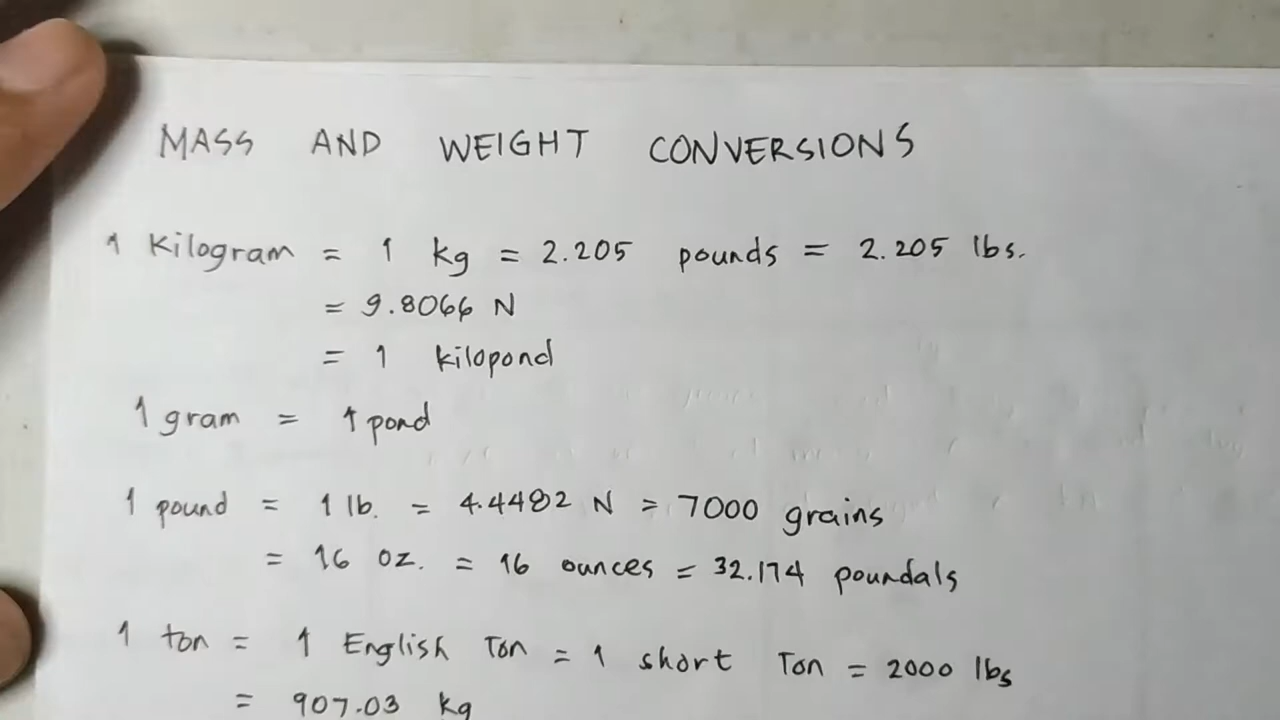 MASS AND WEIGHT CONVERSIONS
1 Kilogram = 1 kg = 2.205 pounds = 2.205 lbs.
= 9.8066 N
= 1 kilopond
1 gram = 1 pond
1 pound = 1 lb. = 4.4482 N = 7000 grains
= 16 oz. = 16 ounces = 32.174 poundals
1 ton = 1 English Ton = 1 short Ton = 2000 lbs
= 907.03 kg